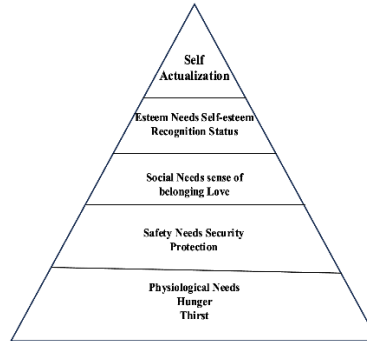 Self
Actualization
Esteem Needs Self-esteem
Recognition Status
Social Needs sense of
belonging Love
Safety Needs Security
Protection
Physiological Needs
Hunger
Thirst